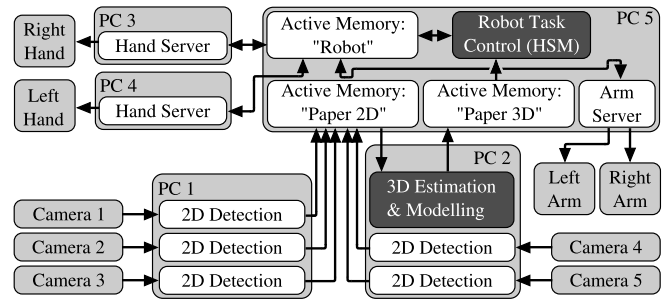 Right
Hand
PC 3
Hand Server
Left
Hand
PC 4
Hand Server
PC 5
Active Memory:
"Robot"
Robot Task
Control (HSM)
Active Memory:
"Paper 2D"
Active Memory:
"Paper 3D"
Arm
Server
Left
Arm
Right
Arm
PC 2
3D Estimation
& Modelling
2D Detection
2D Detection
Camera 4
Camera 5
PC 1
Camera 1
2D Detection
Camera 2
2D Detection
Camera 3
2D Detection